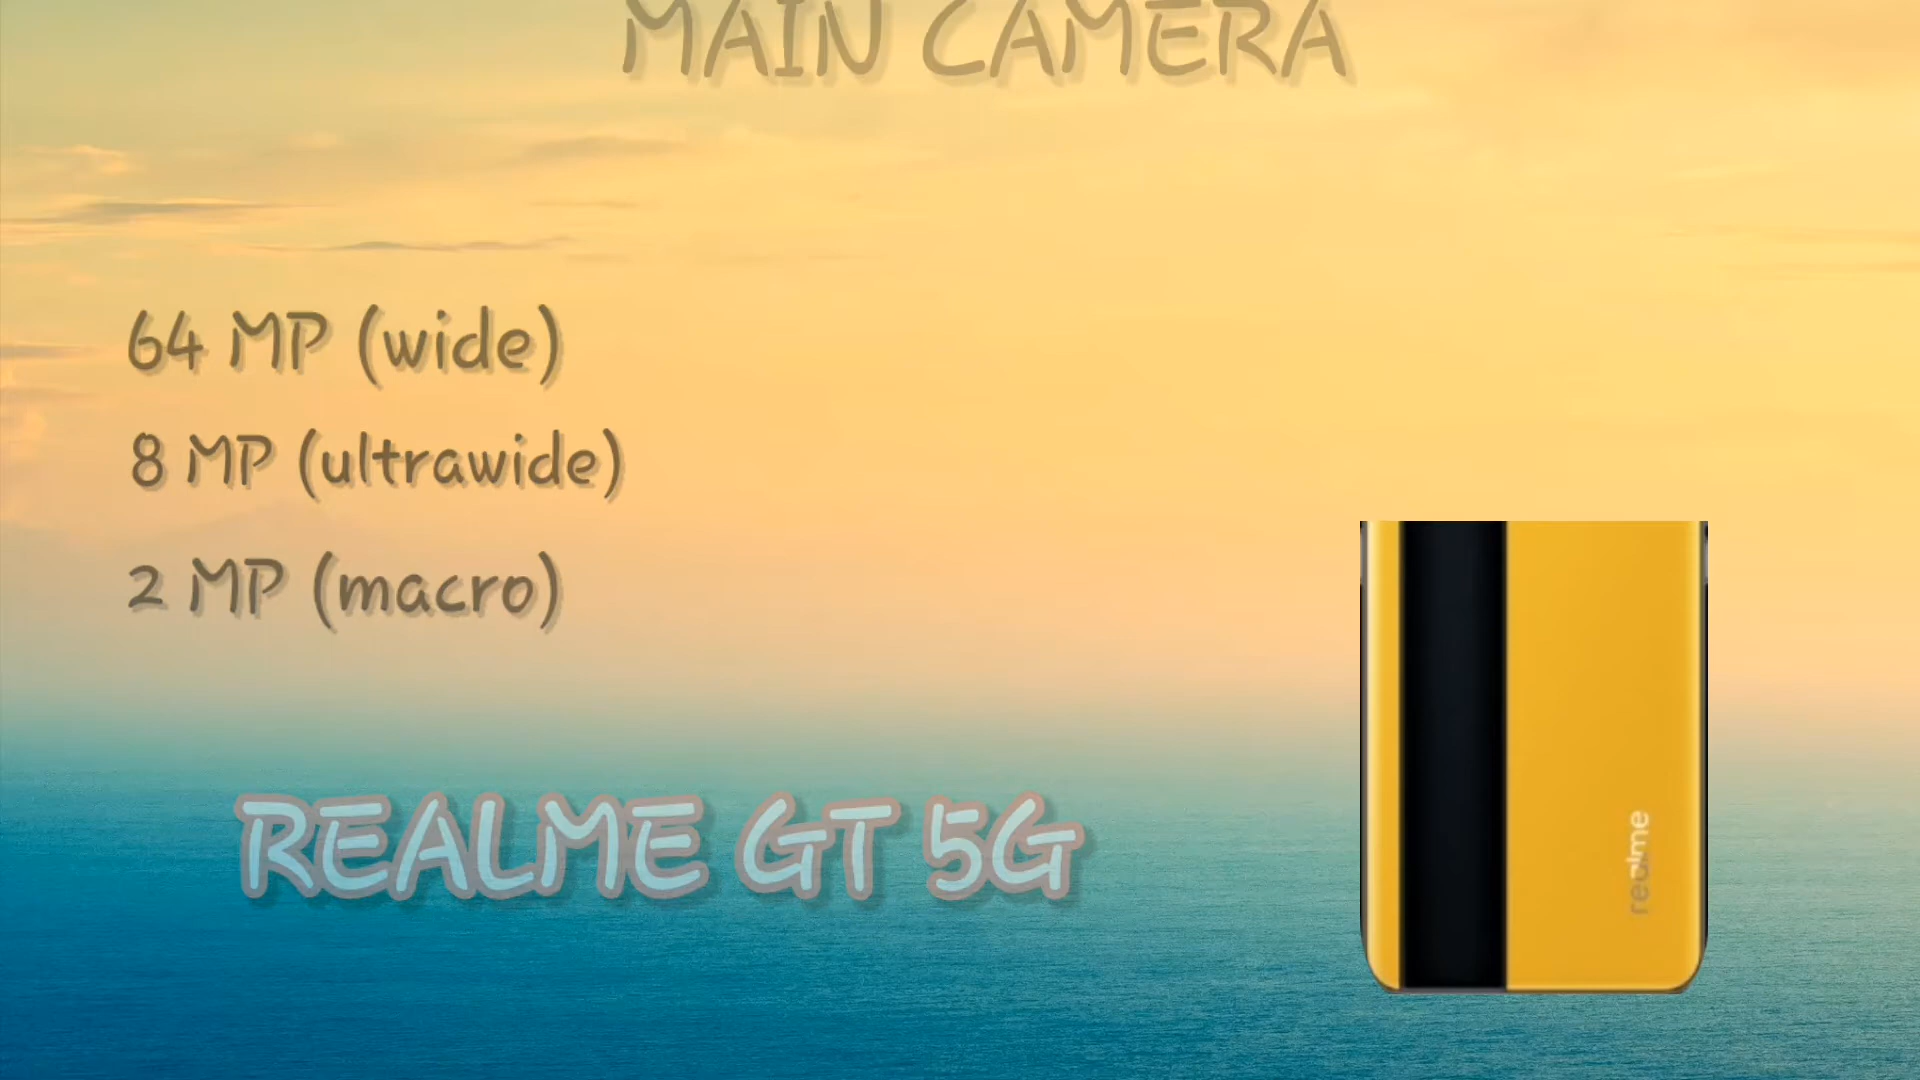 MAIN CAMERA
64 MP (wide)
8 MP (ultrawide)
2 MP (macro)
REALME GT 5G
realme